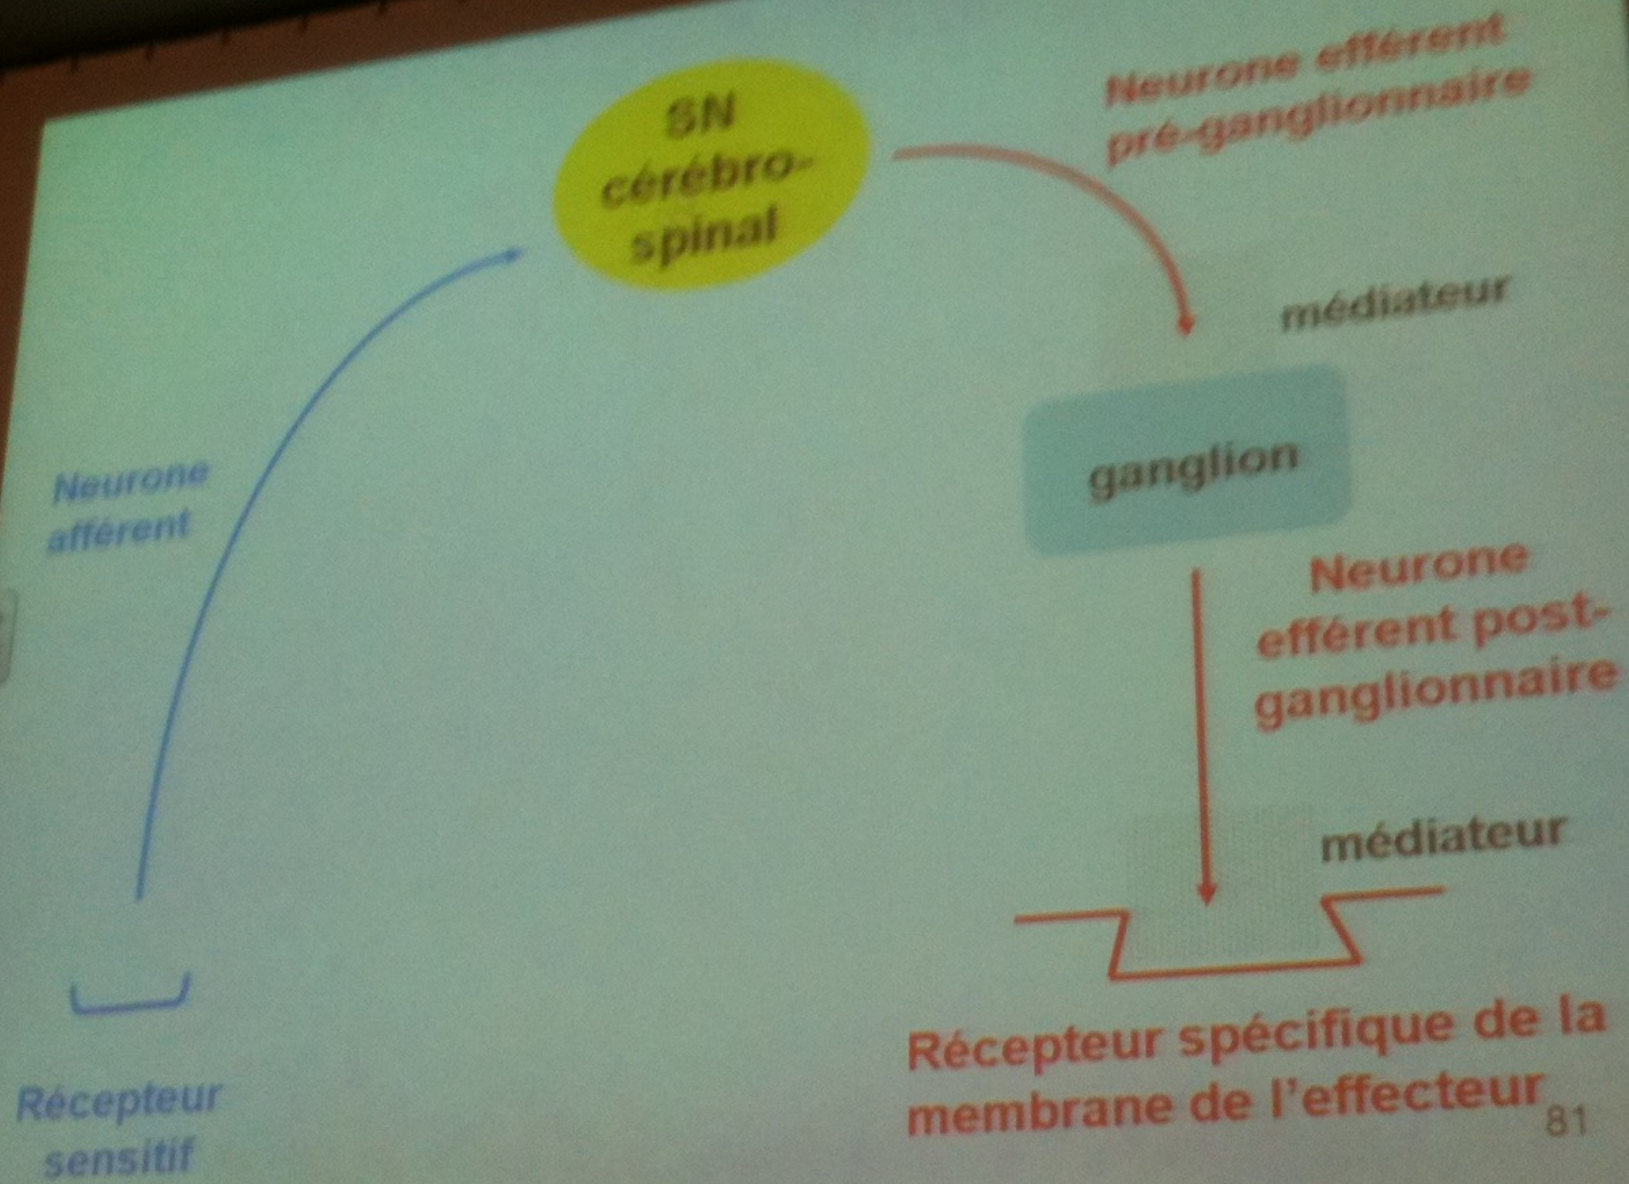 SN
cérébro-
spinal
Neurone efférent
pré-ganglionnaire
médiateur
ganglion
Neurone
afférent
Neurone
efférent post-
ganglionnaire
médiateur
Récepteur
sensitif
Récepteur spécifique de la
membrane de l'effecteur
81